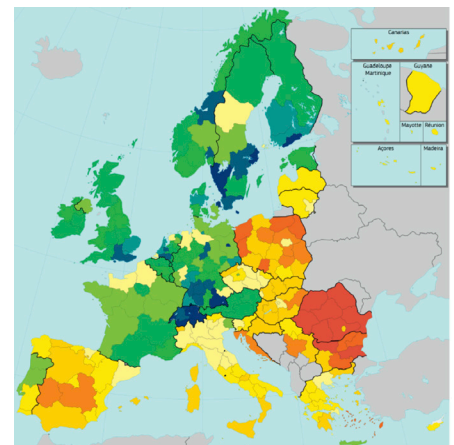 Canarias
Guadeloupe
Martinique
Guyane
Mayotte
Réunion
Açores
Madeira